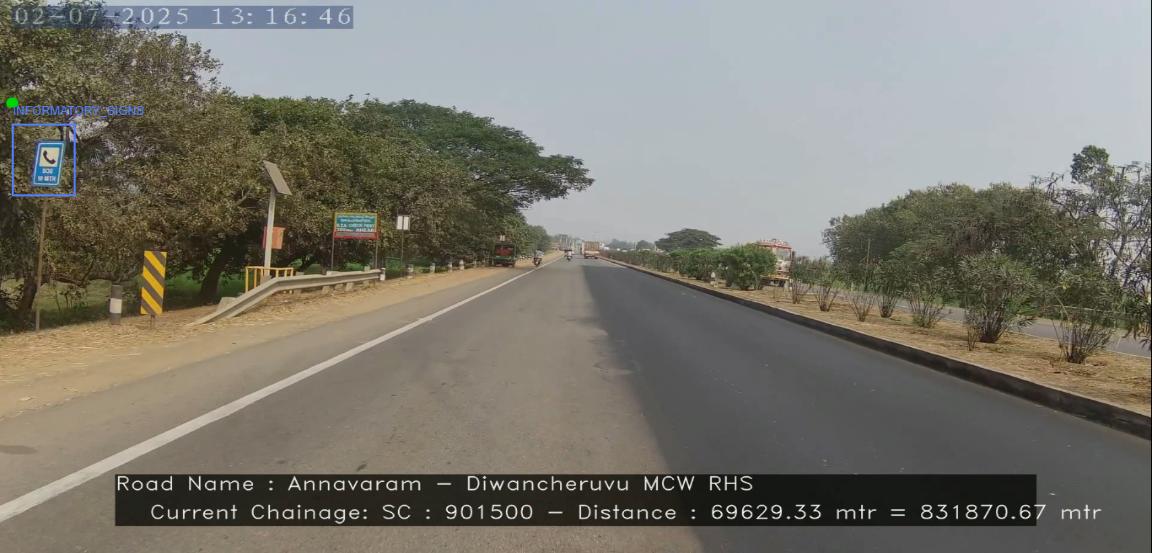 02-07-2025 13:16:46
INFORMATORY_SIGNS
SOS
Road Name : Annavaram - Diwancheruvu MCW RHS
Current Chainage: SC : 901500 - Distance : 69629.33 mtr = 831870.67 mtr